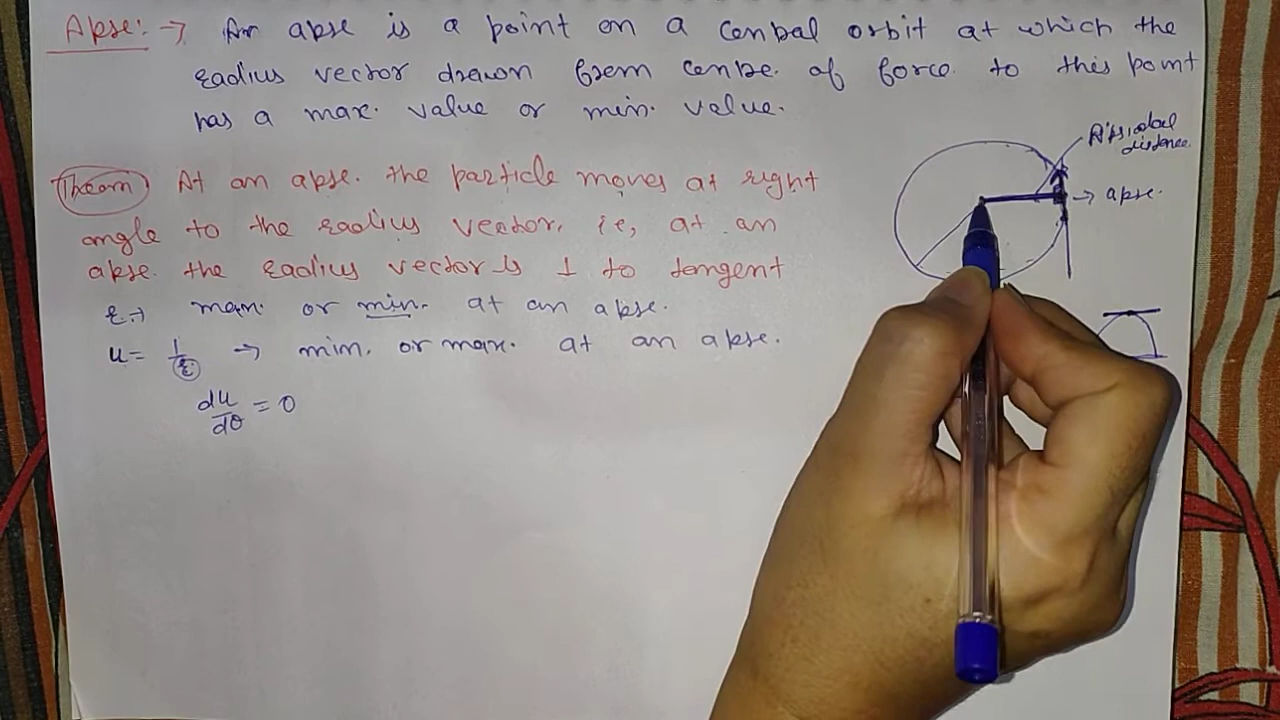 Apse:→ An apse is a point on a central orbit at which the
radius vector drawn from centre of force to this point
has a max. value or min. value.
Apsidal
distance
→ apse.
Theorem At an apse. the particle moves at right
angle to the radius vector, i.e, at an
apse the radius vector is ⊥ to tangent
r→ max. or min. at an apse.
u= 1/r → min. or max. at an apse.
du/dθ = 0